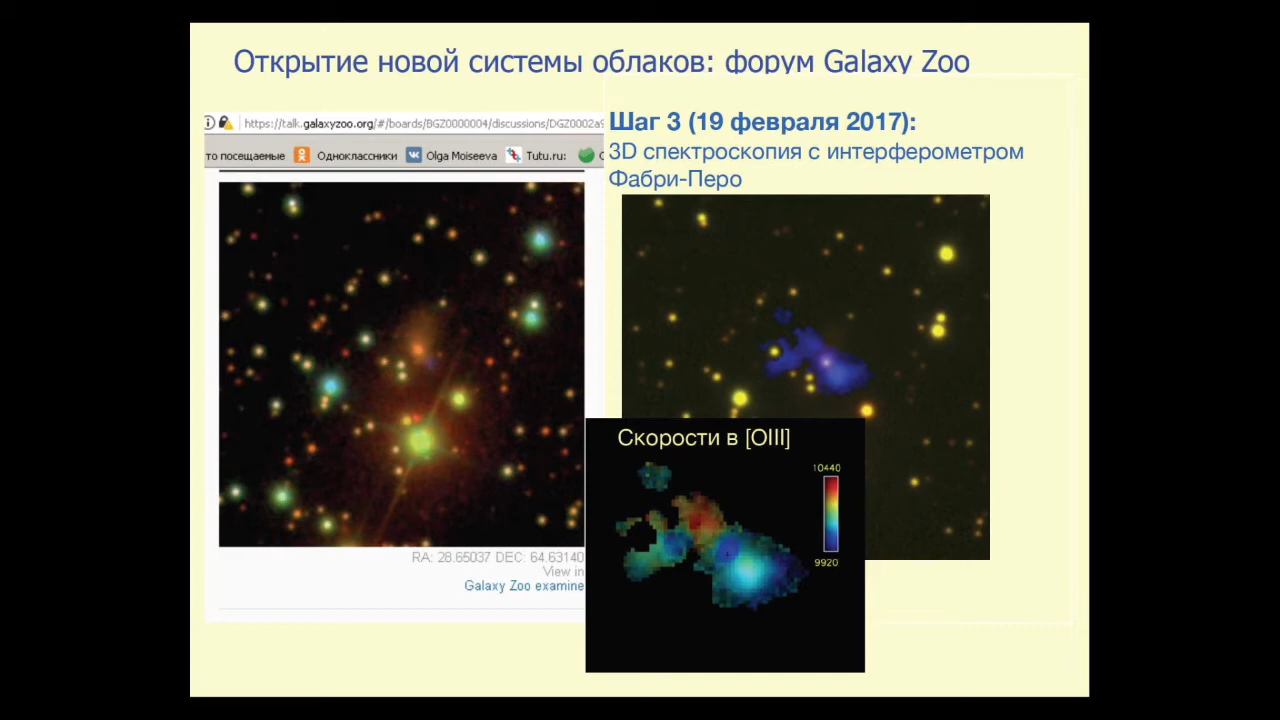 Открытие новой системы облаков: форум Galaxy Zoo
https://talk.galaxyzoo.org/#/boards/BGZ0000004/discussions/DGZ0002a9
то посещаемые Одноклассники Olga Moiseeva Tutu.ru:
Шаг 3 (19 февраля 2017):
3D спектроскопия с интерферометром
Фабри-Перо
Скорости в [OIII]
10440
9920
RA: 28.65037 DEC: 64.63140
View in
Galaxy Zoo examine